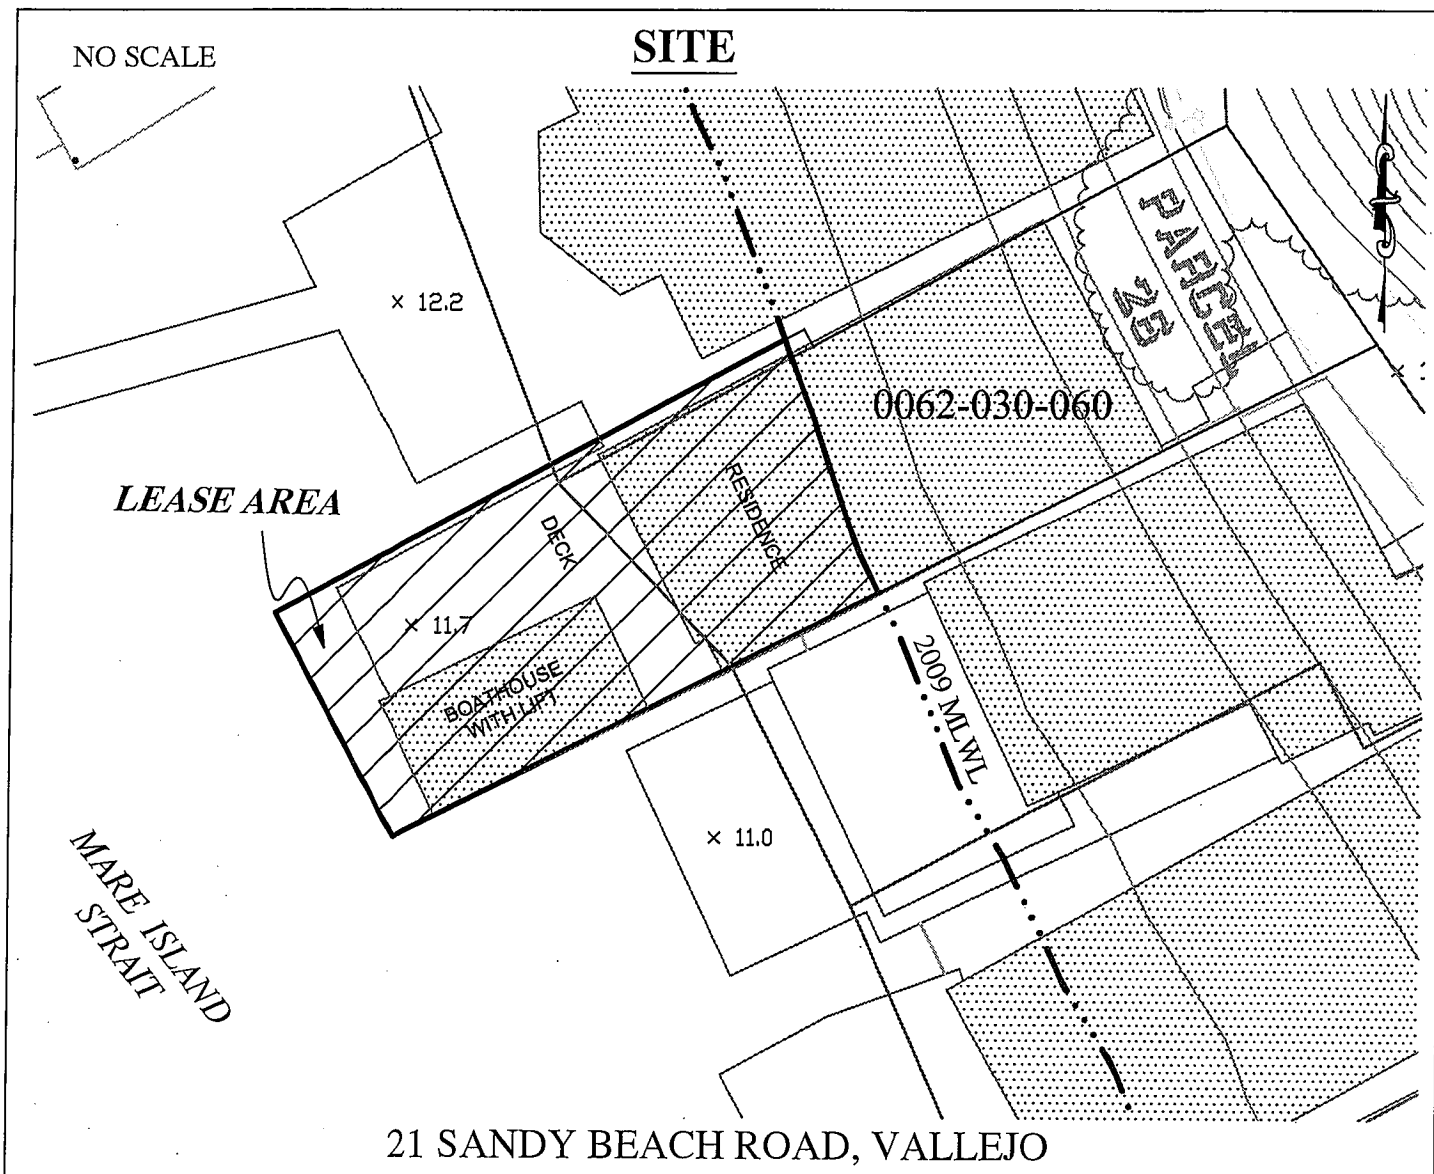 SITE
NO SCALE
PARCEL
25
× 12.2
0062-030-060
LEASE AREA
RESIDENCE
DECK
× 11.7
BOATHOUSE
WITH LIFT
2009 MLWL
× 11.0
MARE ISLAND
STRAIT
21 SANDY BEACH ROAD, VALLEJO